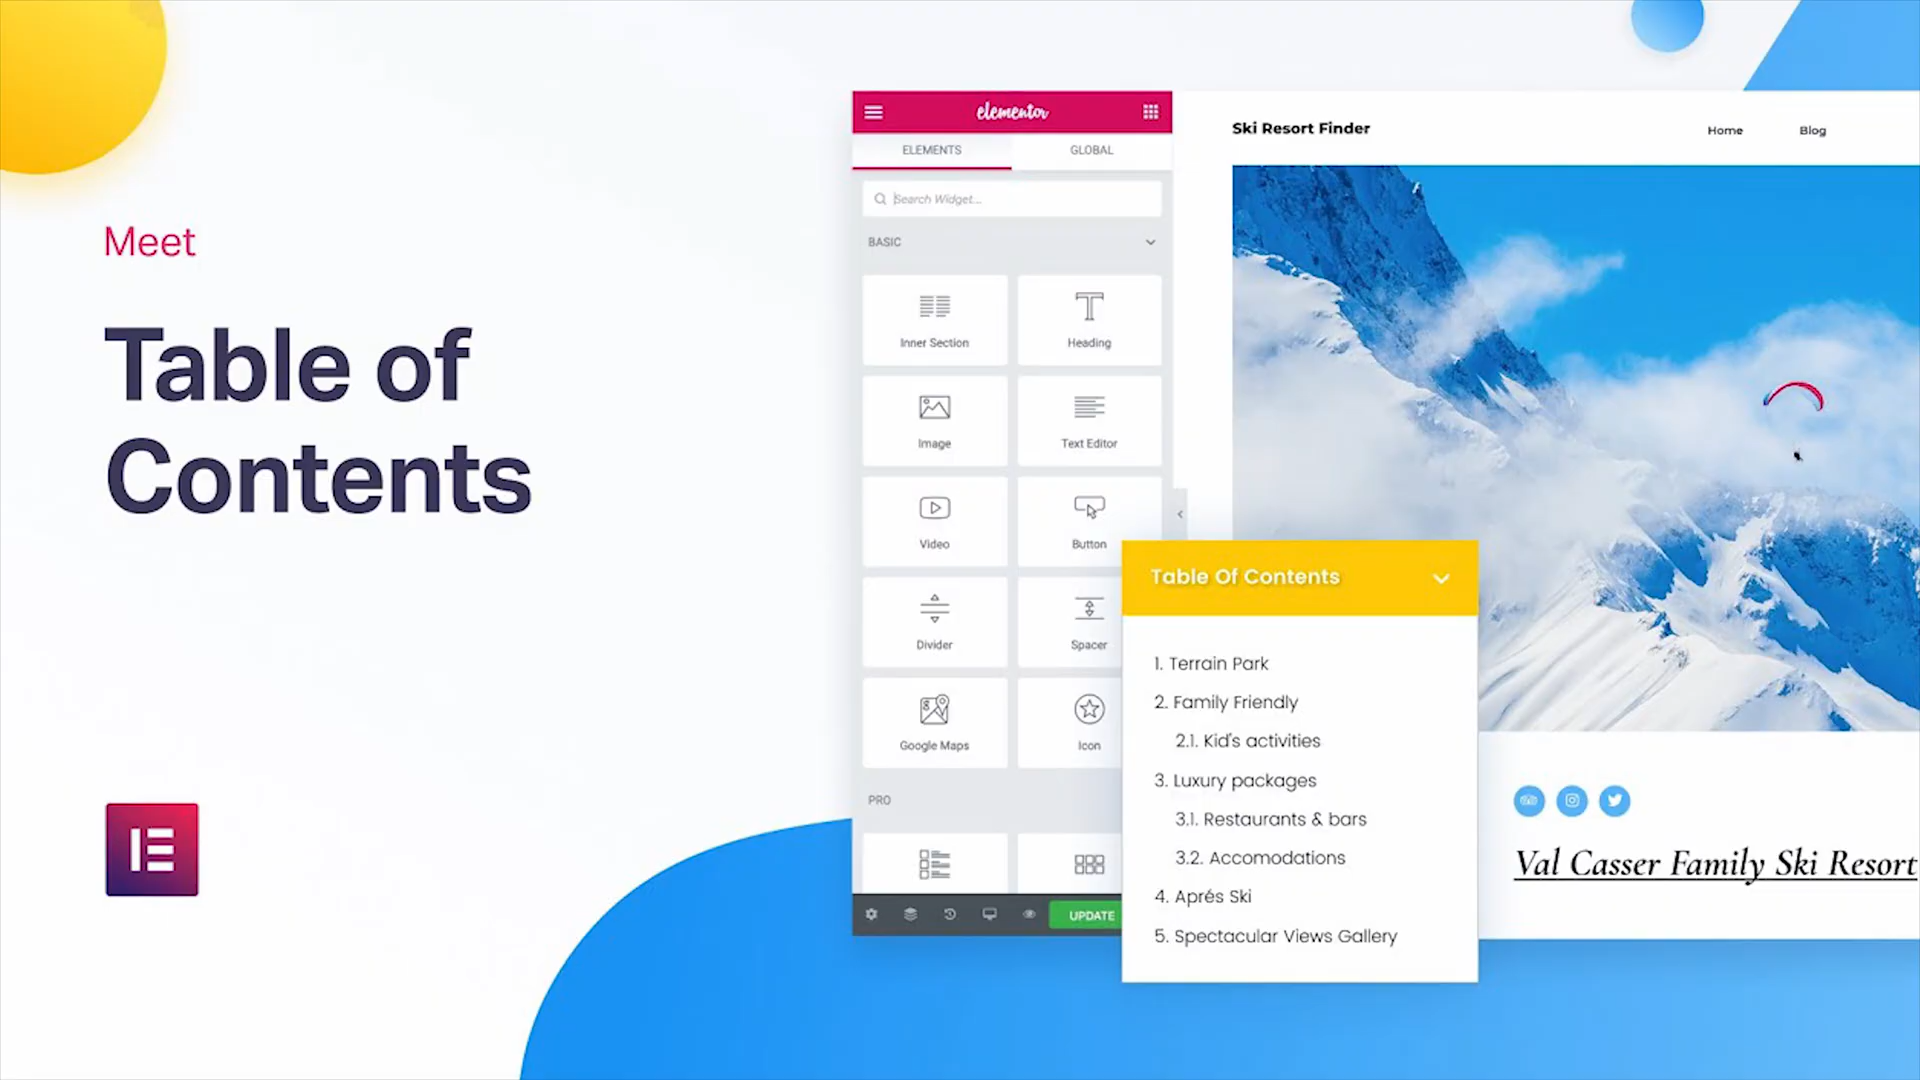 Meet
Table of
Contents
elementor
ELEMENTS
GLOBAL
Search Widget...
BASIC
Inner Section
Heading
Image
Text Editor
Video
Button
Divider
Spacer
Google Maps
Icon
PRO
UPDATE
Ski Resort Finder
Home
Blog
Table Of Contents
1. Terrain Park
2. Family Friendly
2.1. Kid's activities
3. Luxury packages
3.1. Restaurants & bars
3.2. Accomodations
4. Aprés Ski
5. Spectacular Views Gallery
Val Casser Family Ski Resort